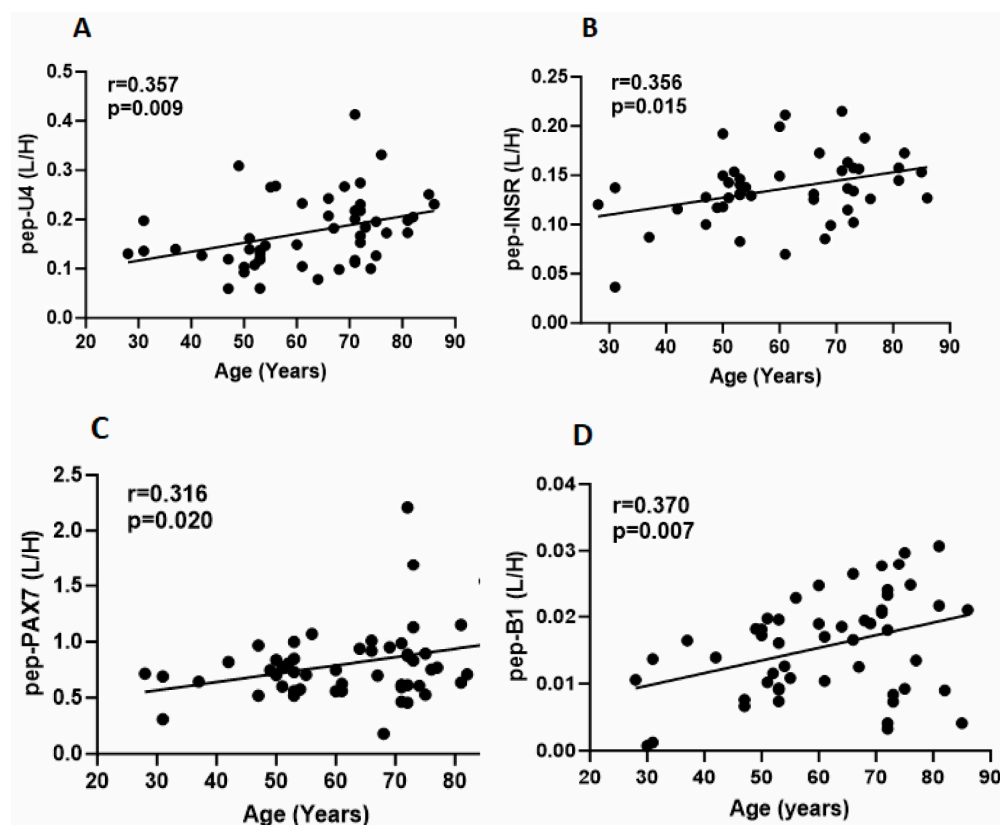 A
r=0.357
p=0.009
pep-U4 (L/H)
0.5
0.4
0.3
0.2
0.1
0.0
20 30 40 50 60 70 80 90
Age (Years)
B
r=0.356
p=0.015
pep-INSR (L/H)
0.25
0.20
0.15
0.10
0.05
0.00
30 40 50 60 70 80 90
Age (Years)
C
r=0.316
p=0.020
pep-PAX7 (L/H)
2.5
2.0
1.5
1.0
0.5
0.0
20 30 40 50 60 70 80
Age (Years)
D
r=0.370
p=0.007
pep-B1 (L/H)
0.04
0.03
0.02
0.01
0.00
20 30 40 50 60 70 80 90
Age (years)